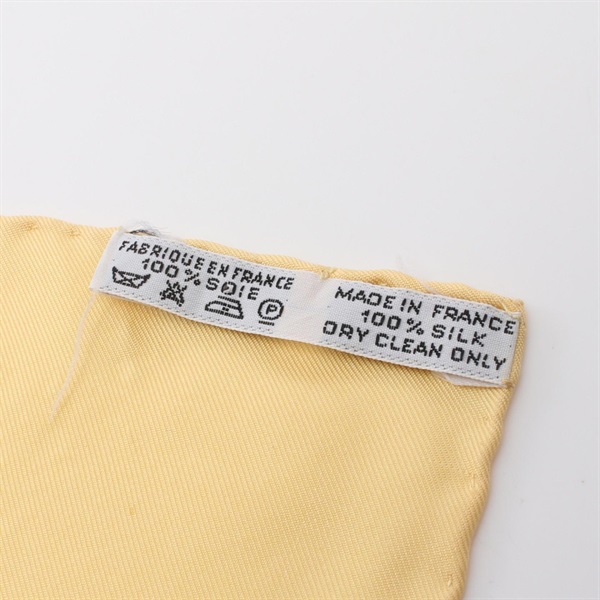 FABRIQUE EN FRANCE
100% SOIE
P
MADE IN FRANCE
100% SILK
DRY CLEAN ONLY